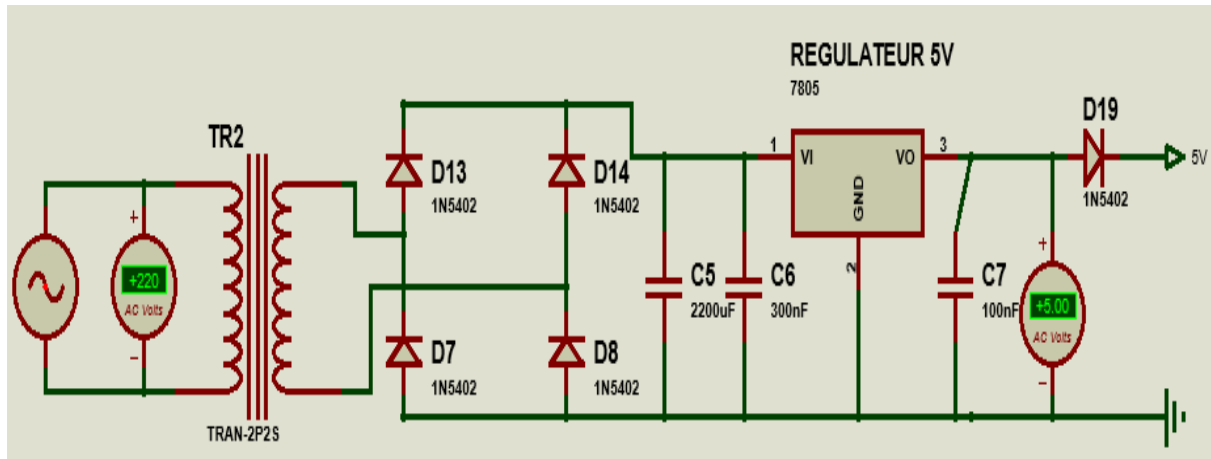 REGULATEUR 5V
7805
D19
TR2
1
VI
VO
3
5V
D13
D14
1N5402
1N5402
1N5402
GND
+
+
+220
AC Volts
C5
C6
C7
2
2200uF
300nF
100nF
+5.00
AC Volts
D7
D8
−
−
1N5402
1N5402
TRAN-2P2S